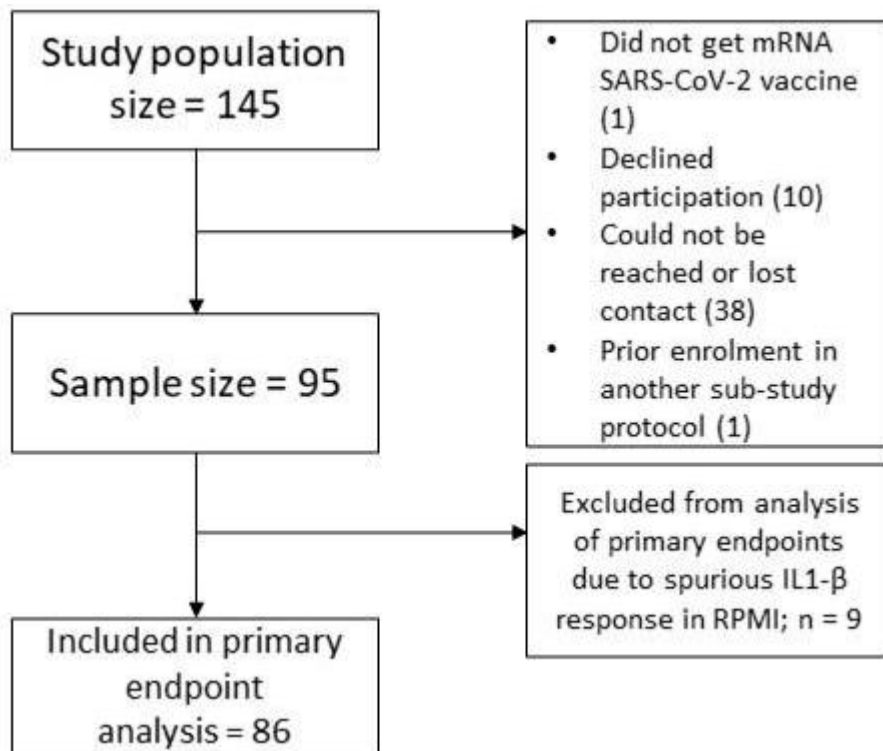 Study population
size = 145
• Did not get mRNA
SARS-CoV-2 vaccine
(1)
• Declined
participation (10)
• Could not be
reached or lost
contact (38)
• Prior enrolment in
another sub-study
protocol (1)
Sample size = 95
Excluded from analysis
of primary endpoints
due to spurious IL1-β
response in RPMI; n = 9
Included in primary
endpoint
analysis = 86